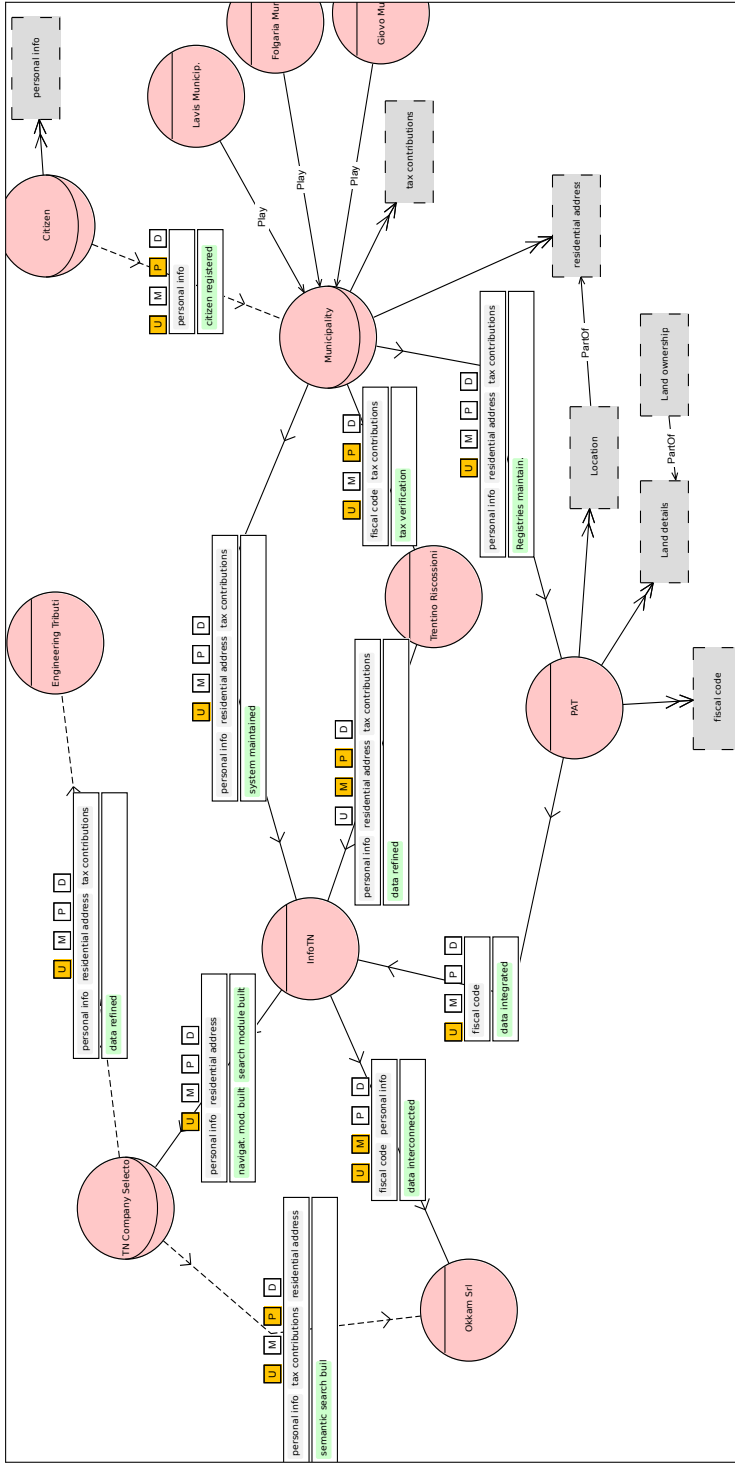 personal info
Citizen
Engineering Tributi
U M P D
personal info residential address tax contributions
data refined
TN Company Selecto
U M P D
personal info
citizen registered
Lavis Municip.
Folgaria Mun
Giovo Mu
Play
Play
Play
Municipality
tax contributions
residential address
U M P D
personal info residential address tax contributions
system maintained
U M P D
personal info residential address
navigat. mod. built search module built
U M P D
personal info tax contributions residential address
semantic search buil
InfoTN
U M P D
fiscal code tax contributions
tax verification
U M P D
personal info residential address tax contributions
data refined
Trentino Riscossioni
U M P D
fiscal code personal info
data interconnected
Okkam Srl
U M P D
fiscal code
data integrated
U M P D
personal info residential address tax contributions
Registries maintain.
PAT
PartOf
Location
Land ownership
PartOf
Land details
fiscal code